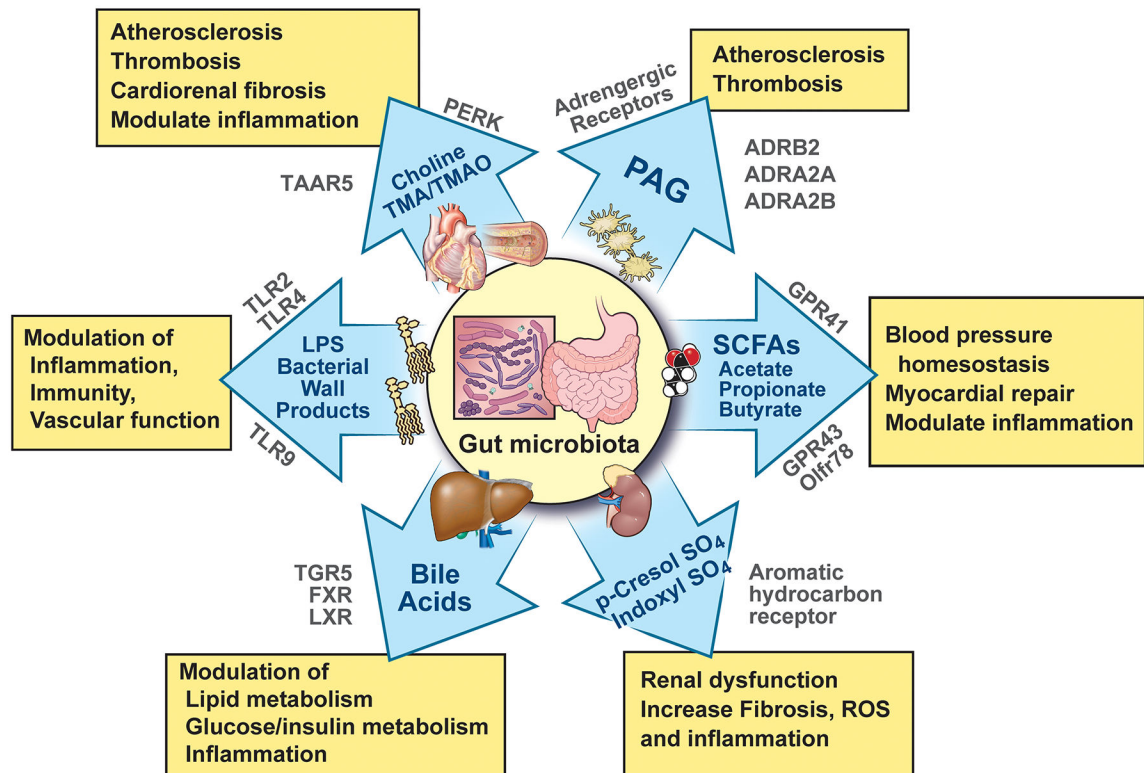 Atherosclerosis
Thrombosis
Cardiorenal fibrosis
Modulate inflammation
PERK
TAAR5
Choline
TMA/TMAO
Adrengergic
Receptors
PAG
Atherosclerosis
Thrombosis
ADRB2
ADRA2A
ADRA2B
TLR2
TLR4
Modulation of
Inflammation,
Immunity,
Vascular function
LPS
Bacterial
Wall
Products
TLR9
Gut microbiota
SCFAs
Acetate
Propionate
Butyrate
GPR41
GPR43
Olfr78
Blood pressure
homestostasis
Myocardial repair
Modulate inflammation
TGR5
FXR
LXR
Bile
Acids
Modulation of
Lipid metabolism
Glucose/insulin metabolism
Inflammation
p-Cresol SO₄
Indoxyl SO₄
Aromatic
hydrocarbon
receptor
Renal dysfunction
Increase Fibrosis, ROS
and inflammation